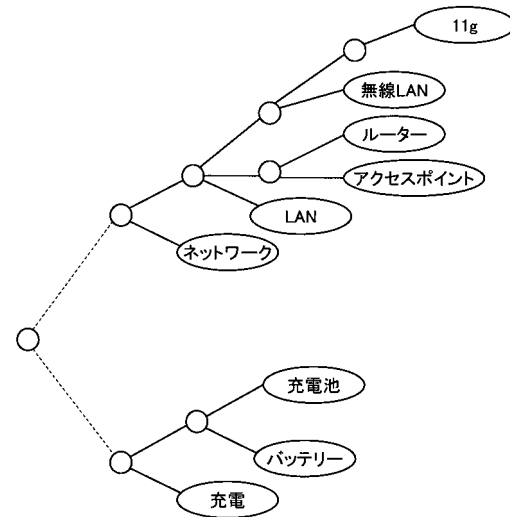 11g
無線LAN
ルーター
アクセスポイント
LAN
ネットワーク
充電池
バッテリー
充電